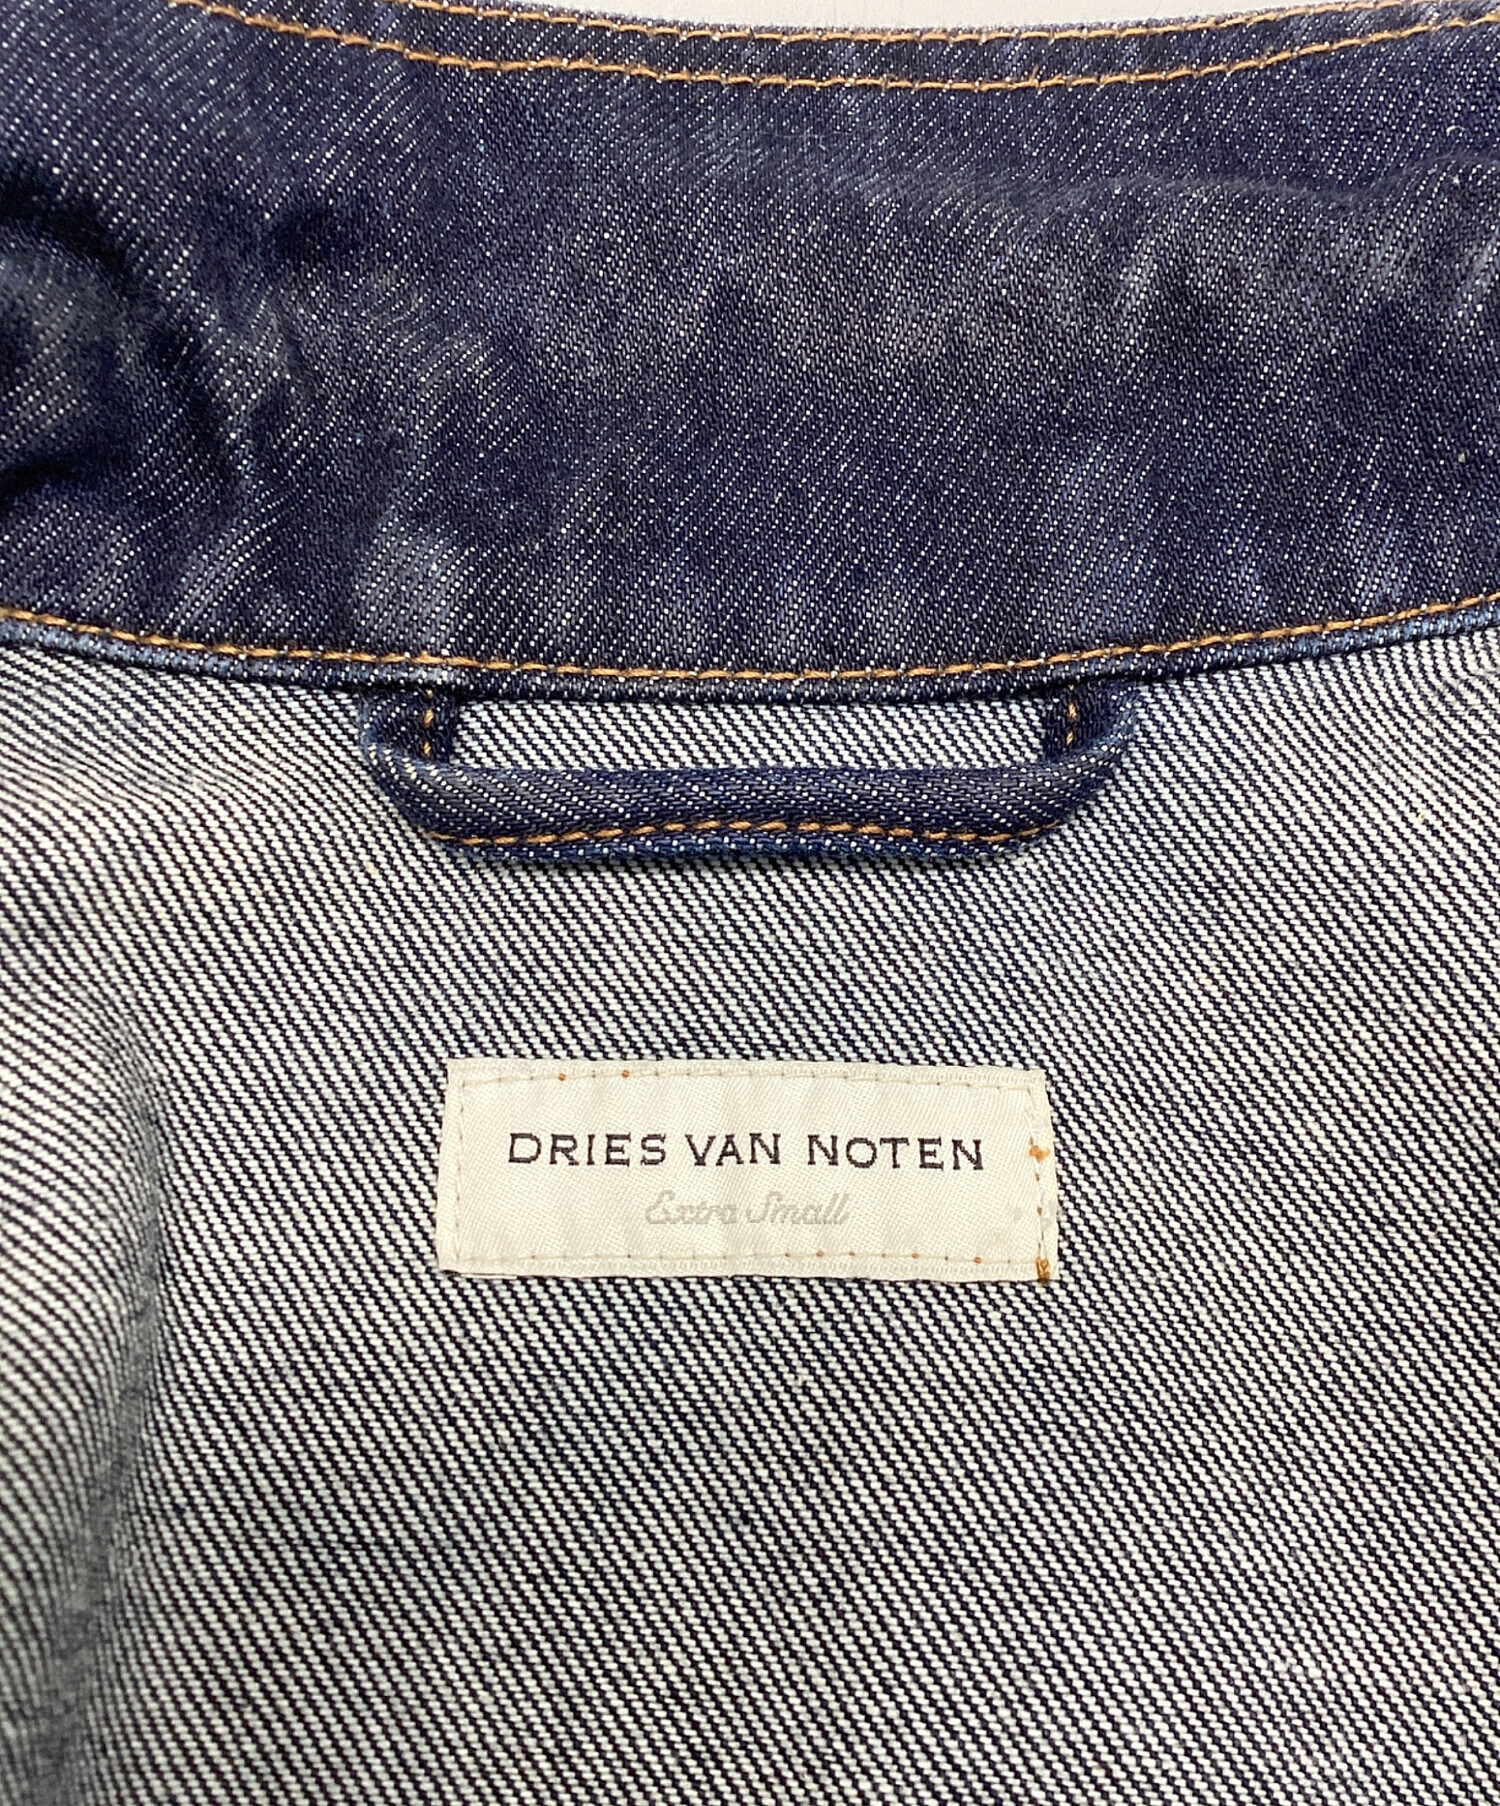 DRIES VAN NOTEN
Extra Small